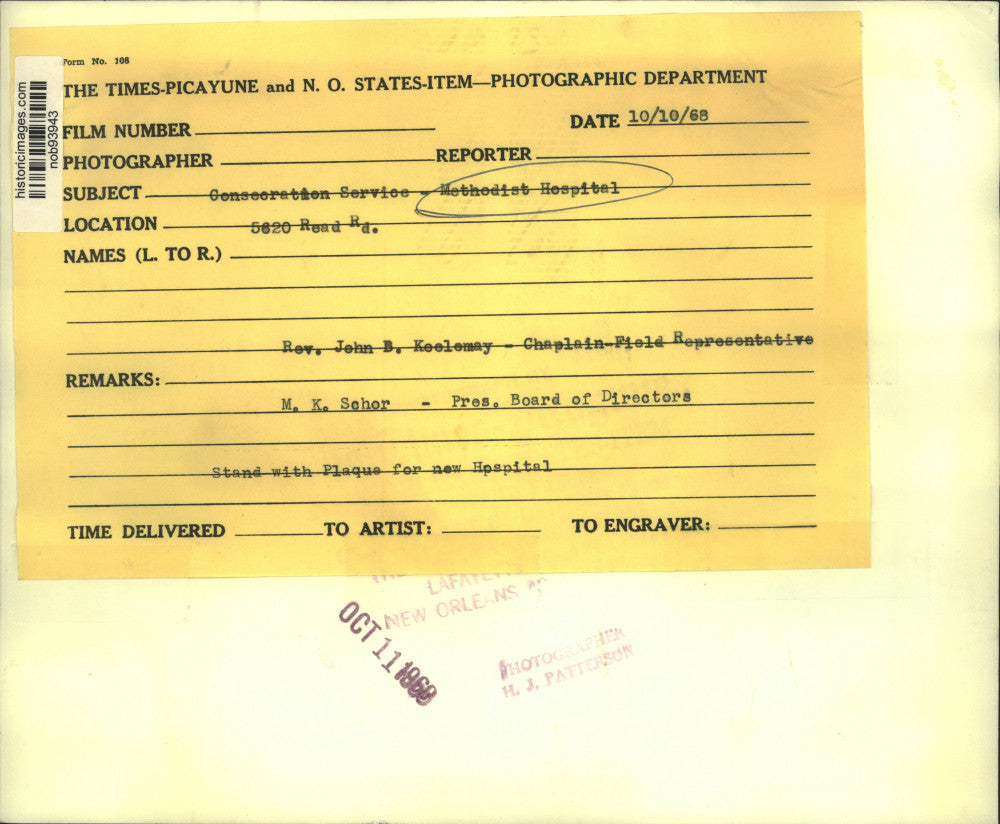 historicimages.com
nob93943
Form No. 108
THE TIMES-PICAYUNE and N. O. STATES-ITEM—PHOTOGRAPHIC DEPARTMENT
FILM NUMBER DATE 10/10/68
PHOTOGRAPHER REPORTER
SUBJECT Consecration Service - Methodist Hospital
LOCATION 5620 Read Rd.
NAMES (L. TO R.)
Rev. John B. Koelemay - Chaplain-Field Representative
REMARKS:
M. K. Schor - Pres. Board of Directors
Stand with Plaque for new Hpspital
TIME DELIVERED TO ARTIST: TO ENGRAVER:
NEW ORLEANS
OCT 11 1968
PHOTOGRAPHER
H. J. PATTERSON